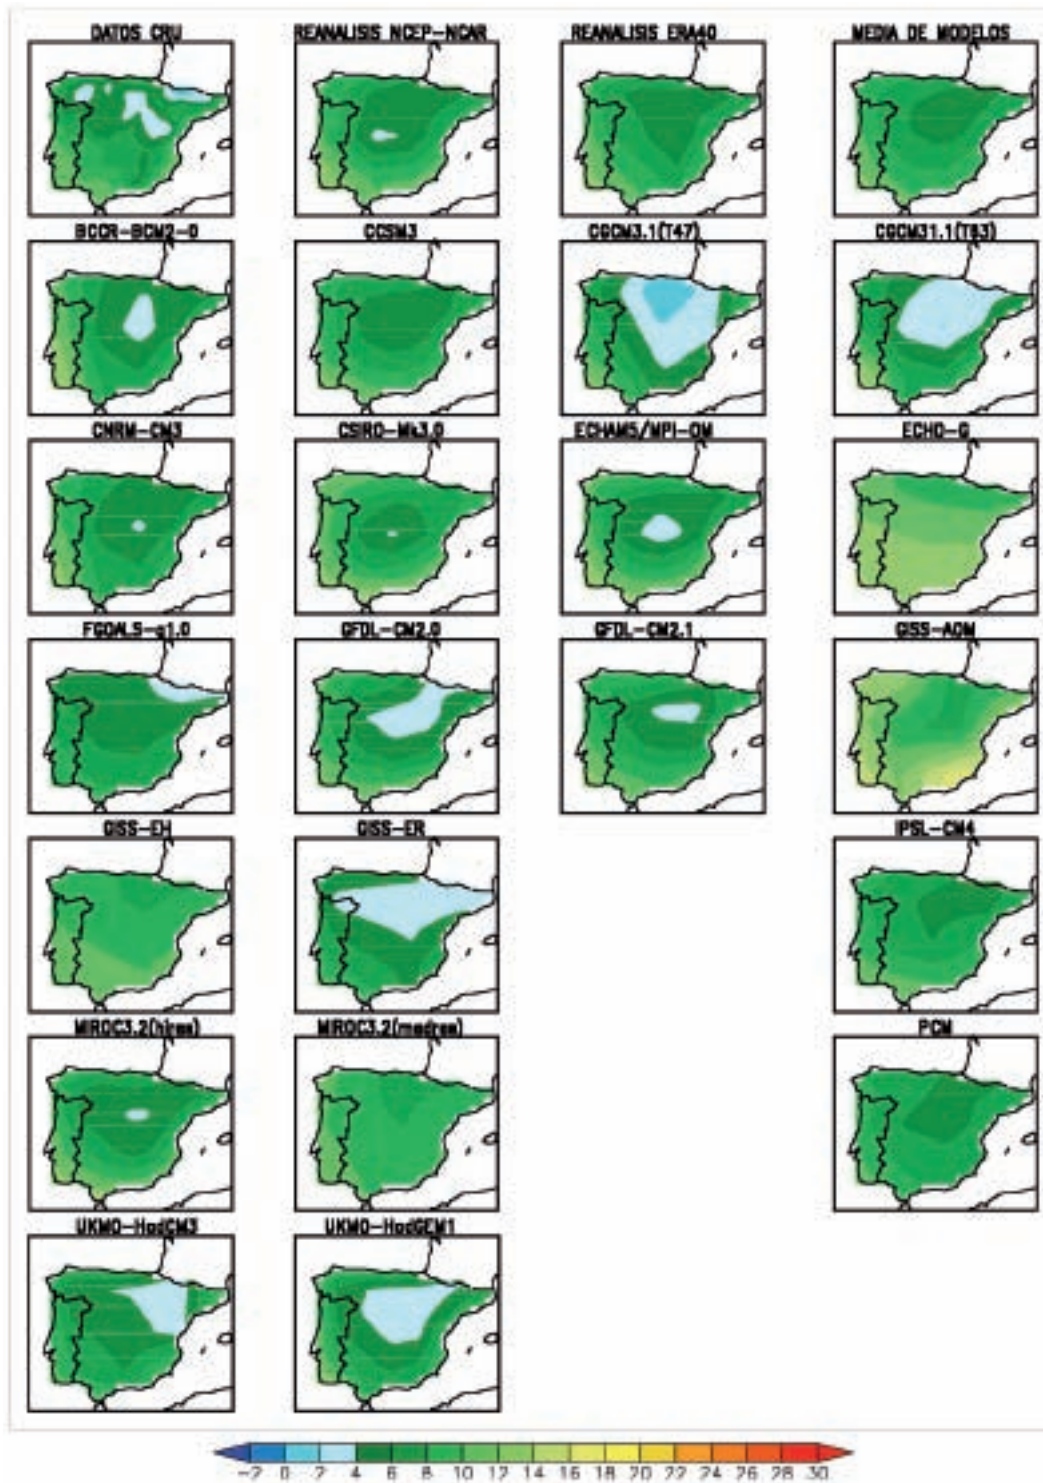 DATOS CRU REANALISIS NCEP-NCAR REANALISIS ERA40 MEDIA DE MODELOS
BCCR-BCM2-0 CCSM3 CGCM3.1(T47) CGCM31.1(T63)
CNRM-CM3 CSIRO-Mk3.0 ECHAM5/MPI-OM ECHO-G
FGOALS-g1.0 GFDL-CM2.0 GFDL-CM2.1 GISS-AOM
GISS-EH GISS-ER IPSL-CM4
MIROC3.2(hires) MIROC3.2(medres) PCM
UKMO-HadCM3 UKMO-HadGEM1
-2 0 2 4 6 8 10 12 14 16 18 20 22 24 26 28 30